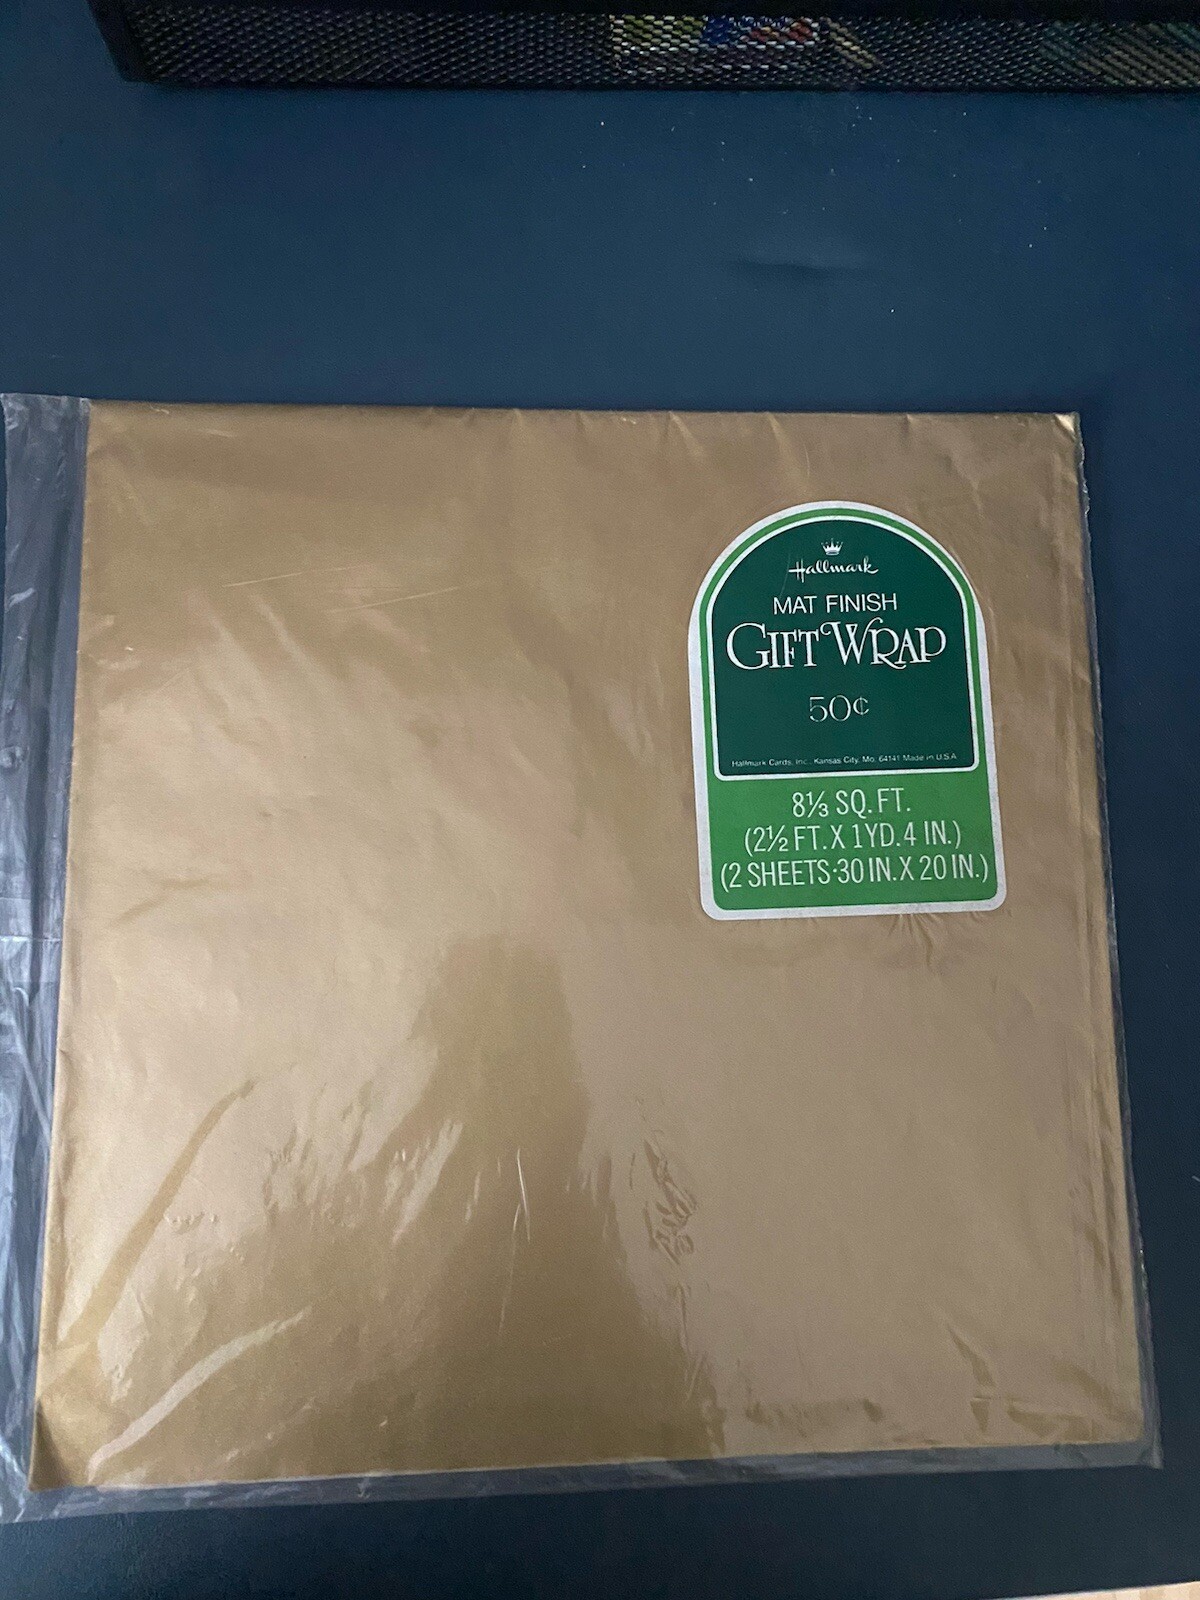 Hallmark
MAT FINISH
GIFT WRAP
50¢
Hallmark Cards, Inc., Kansas City, Mo. 64141 Made in U.S.A
8⅓ SQ. FT.
(2½ FT. X 1 YD. 4 IN.)
(2 SHEETS·30 IN. X 20 IN.)